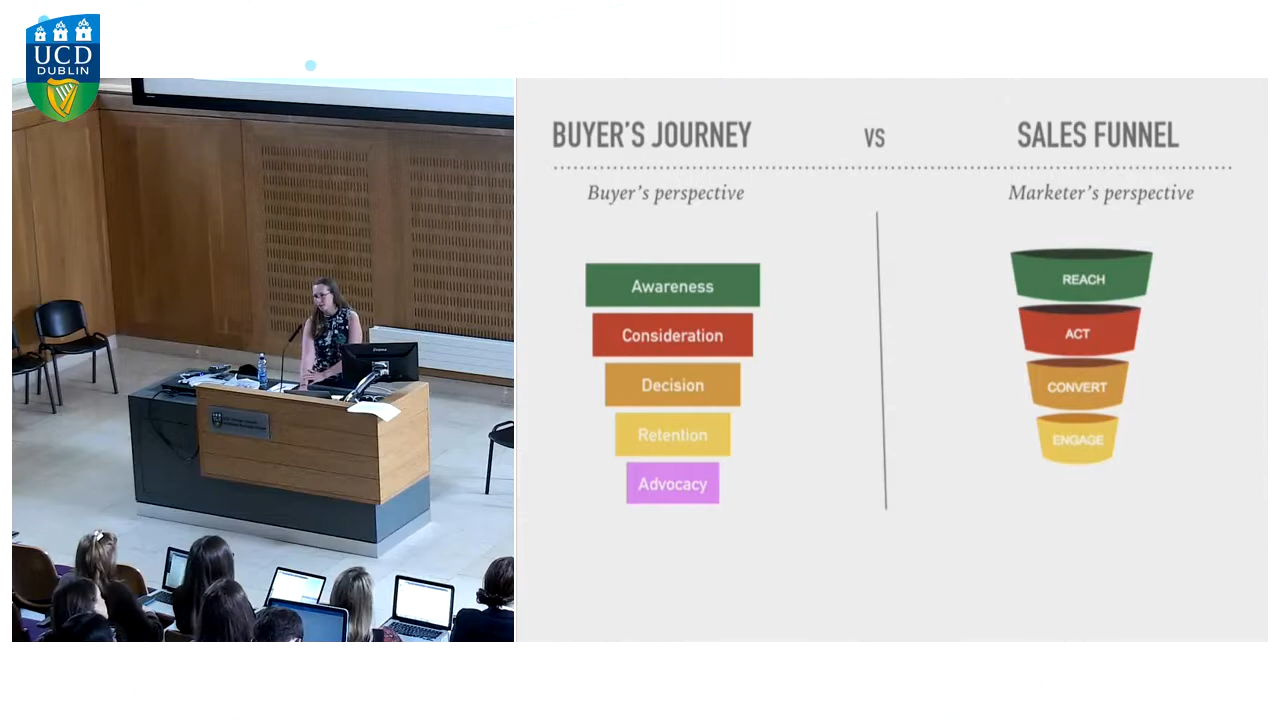 UCD
DUBLIN
BUYER'S JOURNEY
VS
SALES FUNNEL
Buyer's perspective
Marketer's perspective
Awareness
Consideration
Decision
Retention
Advocacy
REACH
ACT
CONVERT
ENGAGE